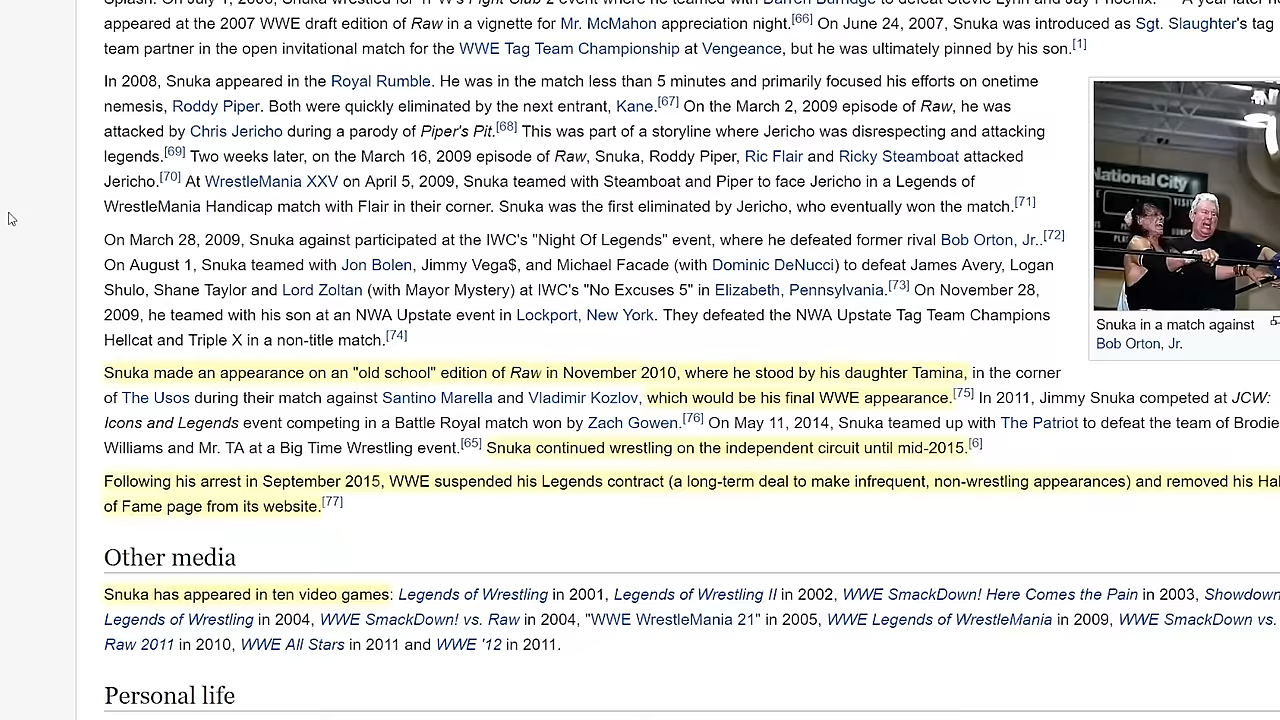 appeared at the 2007 WWE draft edition of Raw in a vignette for Mr. McMahon appreciation night.[66] On June 24, 2007, Snuka was introduced as Sgt. Slaughter's tag
team partner in the open invitational match for the WWE Tag Team Championship at Vengeance, but he was ultimately pinned by his son.[1]
In 2008, Snuka appeared in the Royal Rumble. He was in the match less than 5 minutes and primarily focused his efforts on onetime
nemesis, Roddy Piper. Both were quickly eliminated by the next entrant, Kane.[67] On the March 2, 2009 episode of Raw, he was
attacked by Chris Jericho during a parody of Piper's Pit.[68] This was part of a storyline where Jericho was disrespecting and attacking
legends.[69] Two weeks later, on the March 16, 2009 episode of Raw, Snuka, Roddy Piper, Ric Flair and Ricky Steamboat attacked
Jericho.[70] At WrestleMania XXV on April 5, 2009, Snuka teamed with Steamboat and Piper to face Jericho in a Legends of
WrestleMania Handicap match with Flair in their corner. Snuka was the first eliminated by Jericho, who eventually won the match.[71]
On March 28, 2009, Snuka against participated at the IWC's "Night Of Legends" event, where he defeated former rival Bob Orton, Jr..[72]
On August 1, Snuka teamed with Jon Bolen, Jimmy Vega$, and Michael Facade (with Dominic DeNucci) to defeat James Avery, Logan
Shulo, Shane Taylor and Lord Zoltan (with Mayor Mystery) at IWC's "No Excuses 5" in Elizabeth, Pennsylvania.[73] On November 28,
2009, he teamed with his son at an NWA Upstate event in Lockport, New York. They defeated the NWA Upstate Tag Team Champions
Hellcat and Triple X in a non-title match.[74]
National City
Snuka in a match against
Bob Orton, Jr.
Snuka made an appearance on an "old school" edition of Raw in November 2010, where he stood by his daughter Tamina, in the corner
of The Usos during their match against Santino Marella and Vladimir Kozlov, which would be his final WWE appearance.[75] In 2011, Jimmy Snuka competed at JCW:
Icons and Legends event competing in a Battle Royal match won by Zach Gowen.[76] On May 11, 2014, Snuka teamed up with The Patriot to defeat the team of Brodie
Williams and Mr. TA at a Big Time Wrestling event.[65] Snuka continued wrestling on the independent circuit until mid-2015.[6]
Following his arrest in September 2015, WWE suspended his Legends contract (a long-term deal to make infrequent, non-wrestling appearances) and removed his Hal
of Fame page from its website.[77]
Other media
Snuka has appeared in ten video games: Legends of Wrestling in 2001, Legends of Wrestling II in 2002, WWE SmackDown! Here Comes the Pain in 2003, Showdown
Legends of Wrestling in 2004, WWE SmackDown! vs. Raw in 2004, "WWE WrestleMania 21" in 2005, WWE Legends of WrestleMania in 2009, WWE SmackDown vs.
Raw 2011 in 2010, WWE All Stars in 2011 and WWE '12 in 2011.
Personal life